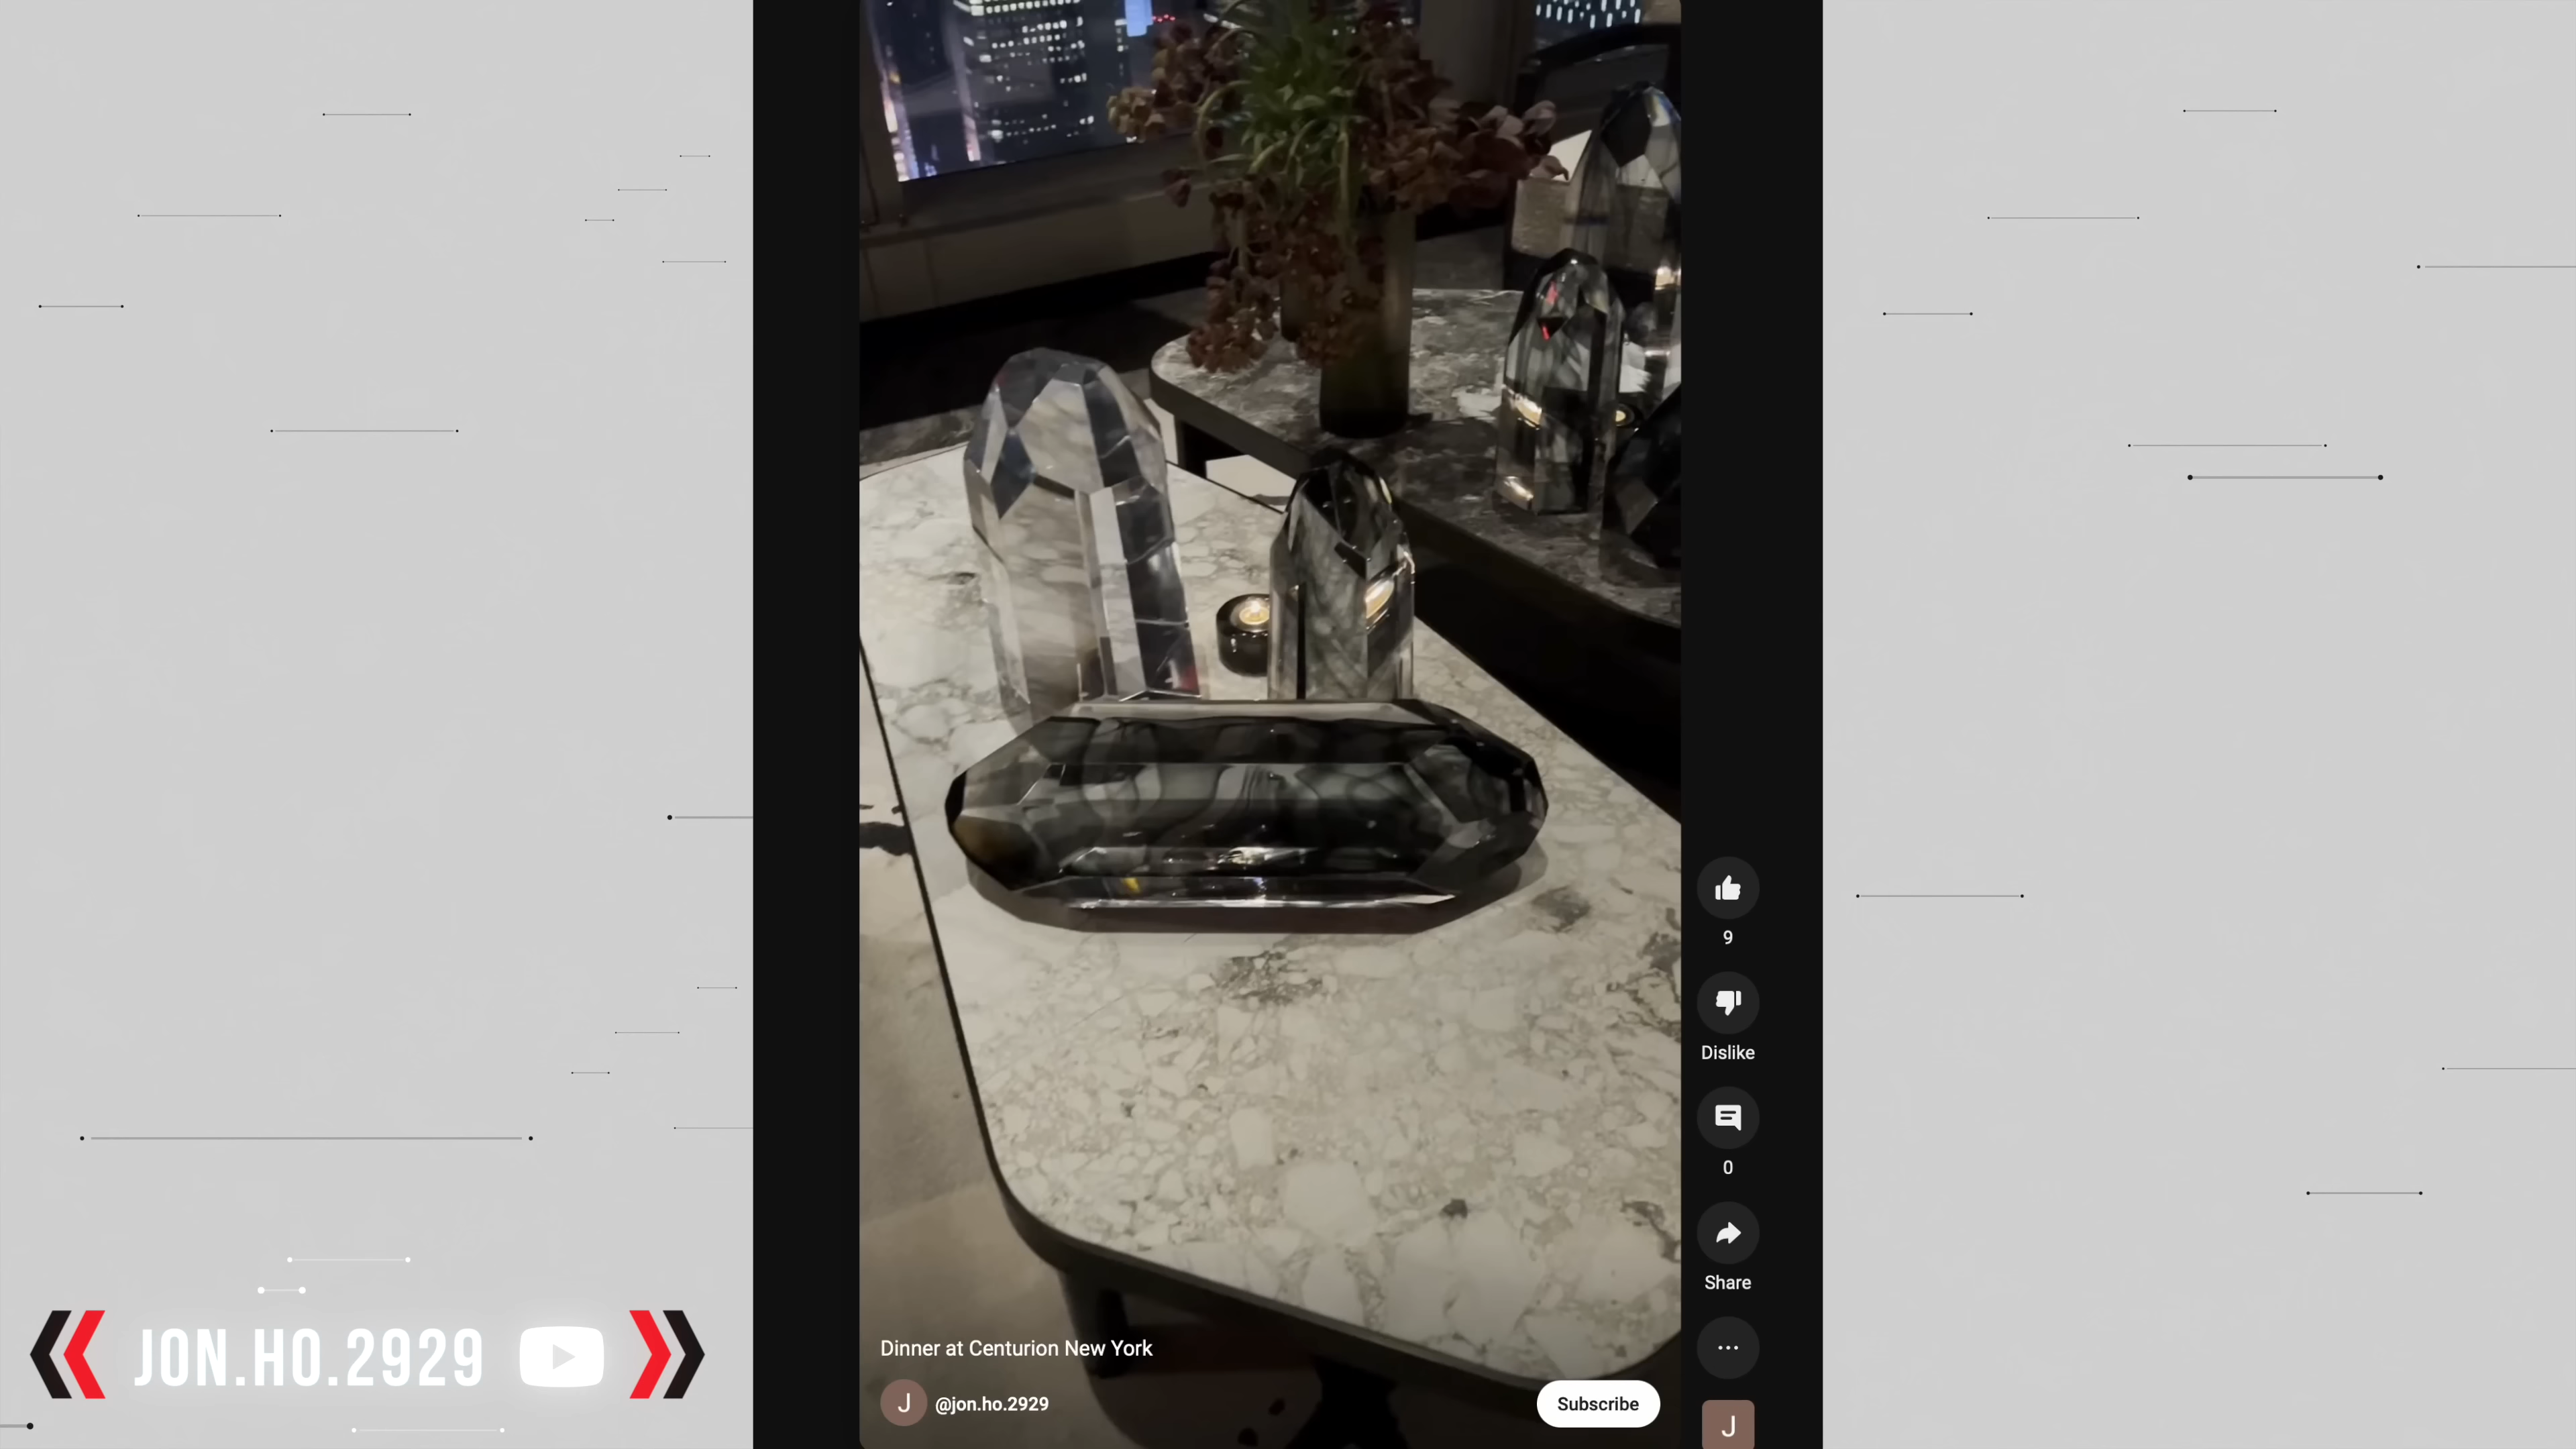 9
Dislike
0
Share
Dinner at Centurion New York
J @jon.ho.2929
Subscribe
J
JON.HO.2929